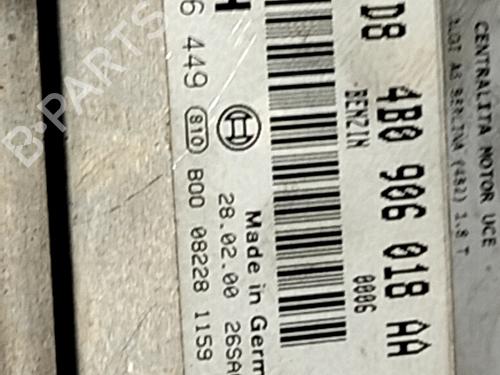 CENTRALITA MOTOR UCE
D8 4B0 906 018 AA
BENZIN 0006
H
Made in Germ
28.02.00 26SA
6 449 810 B00 08228 1159
B-PARTS